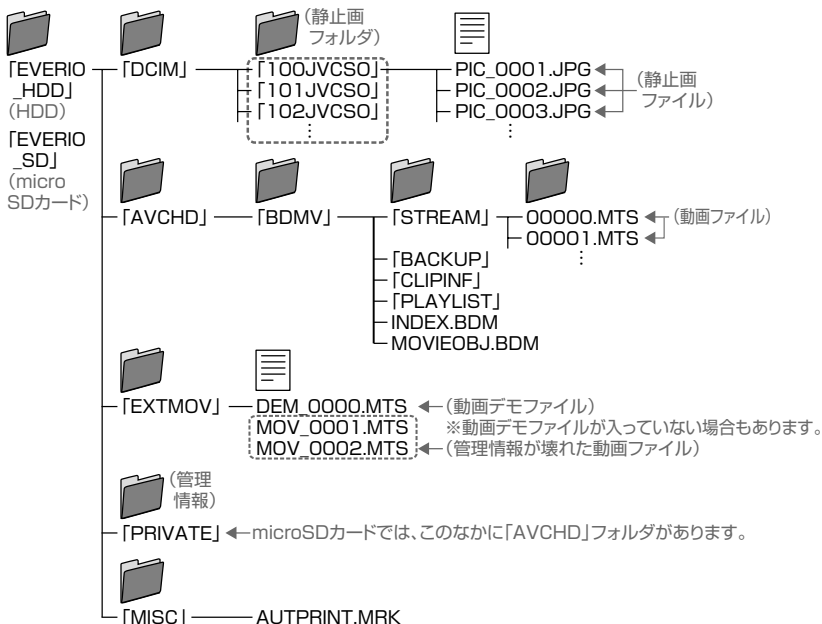 (静止画
フォルダ)
「EVERIO
_HDD」
(HDD)
「EVERIO
_SD」
(micro
SDカード)
「DCIM」
「100JVCSO」
「101JVCSO」
「102JVCSO」
⋮
PIC_0001.JPG
PIC_0002.JPG
PIC_0003.JPG
⋮
(静止画
ファイル)
「AVCHD」
「BDMV」
「STREAM」
00000.MTS
00001.MTS
⋮
(動画ファイル)
「BACKUP」
「CLIPINF」
「PLAYLIST」
INDEX.BDM
MOVIEOBJ.BDM
「EXTMOV」
DEM_0000.MTS
(動画デモファイル)
MOV_0001.MTS
※動画デモファイルが入っていない場合もあります。
MOV_0002.MTS
(管理情報が壊れた動画ファイル)
(管理
情報)
「PRIVATE」
microSDカードでは、このなかに「AVCHD」フォルダがあります。
「MISC」
AUTPRINT.MRK